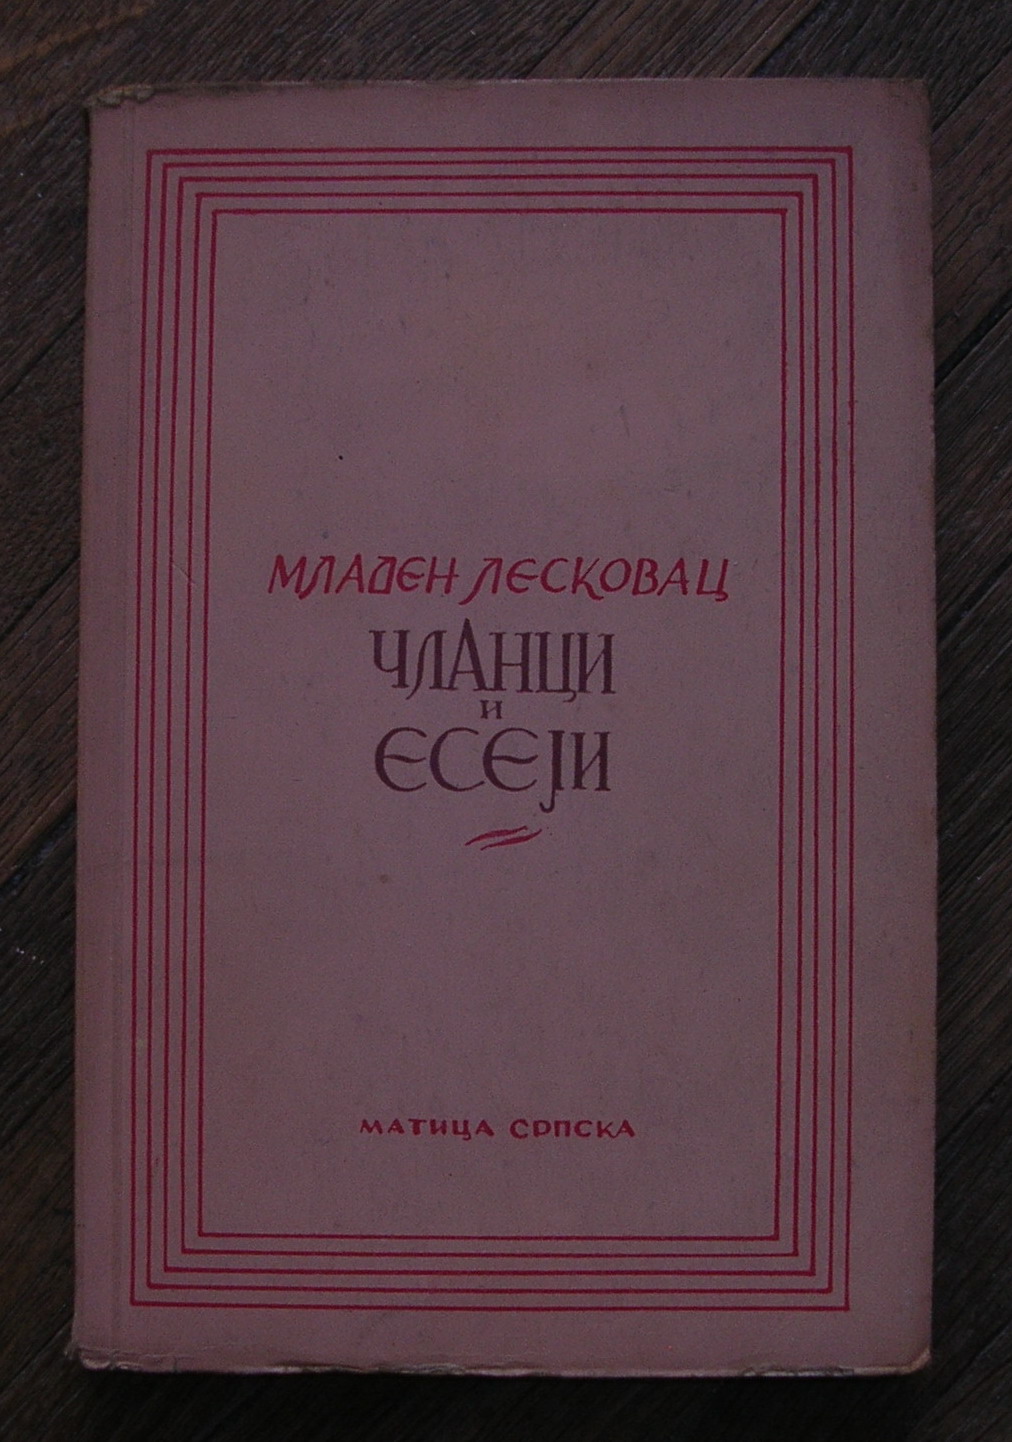 МЛАДЕН ЛЕСКОВАЦ
ЧЛАНЦИ
И
ЕСЕЈИ
МАТИЦА СРПСКА